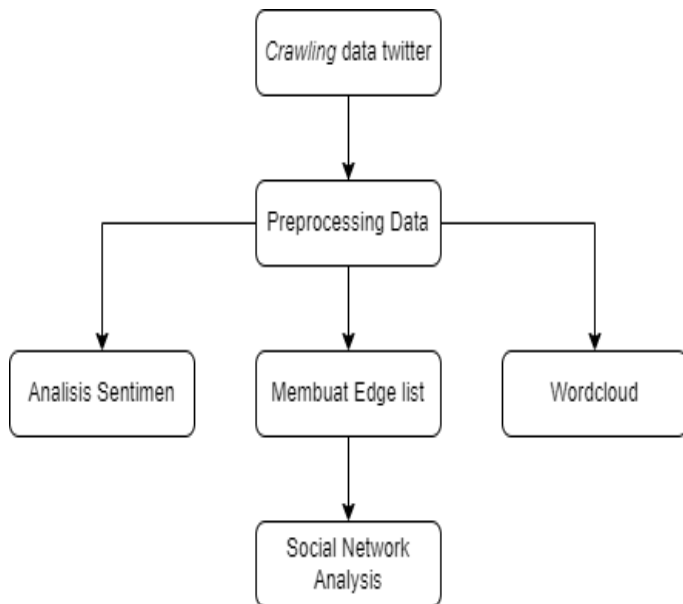 Crawling data twitter
Preprocessing Data
Analisis Sentimen
Membuat Edge list
Wordcloud
Social Network
Analysis